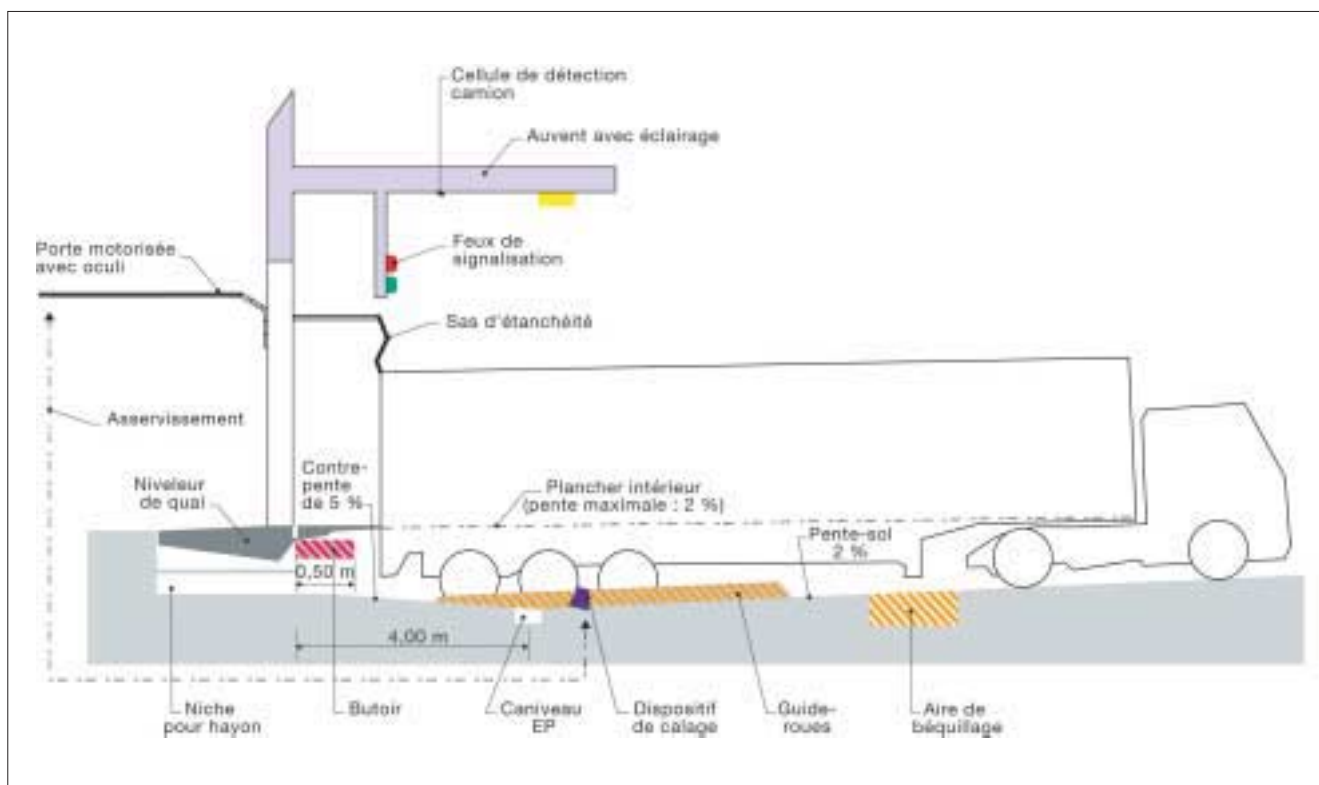 Cellule de détection
camion
Auvent avec éclairage
Porte motorisée
avec oculi
Feux de
signalisation
Sas d'étanchéité
Asservissement
Niveleur
de quai
Contre-
pente
de 5 %
Plancher intérieur
(pente maximale : 2 %)
Pente-sol
2 %
0,50 m
4,00 m
Niche
pour hayon
Butoir
Caniveau
EP
Dispositif
de calage
Guide-
roues
Aire de
béquillage